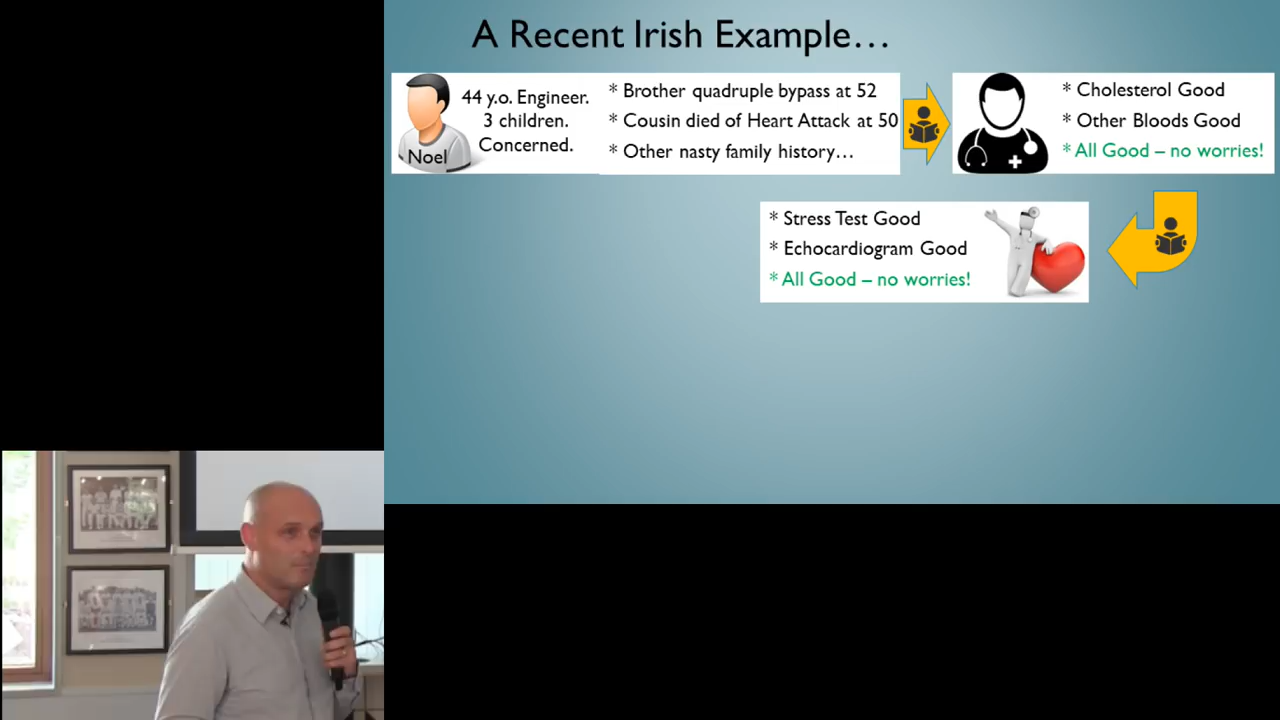 A Recent Irish Example…
44 y.o. Engineer.
3 children.
Concerned.
Noel
* Brother quadruple bypass at 52
* Cousin died of Heart Attack at 50
* Other nasty family history…
* Cholesterol Good
* Other Bloods Good
* All Good – no worries!
* Stress Test Good
* Echocardiogram Good
* All Good – no worries!